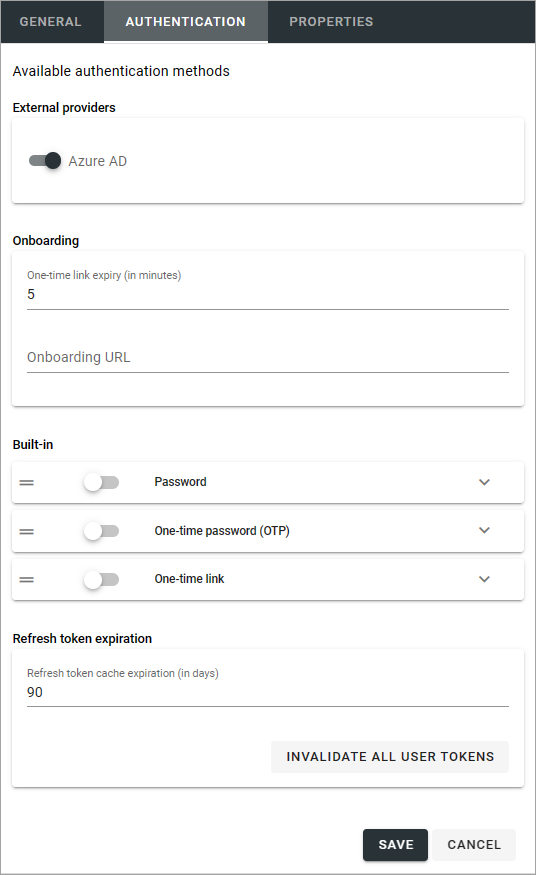 GENERAL AUTHENTICATION PROPERTIES
Available authentication methods
External providers
Azure AD
Onboarding
One-time link expiry (in minutes)
5
Onboarding URL
Built-in
Password
One-time password (OTP)
One-time link
Refresh token expiration
Refresh token cache expiration (in days)
90
INVALIDATE ALL USER TOKENS
SAVE CANCEL